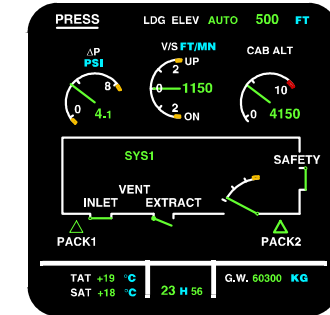 PRESS LDG ELEV AUTO 500 FT
ΔP V/S FT/MN CAB ALT
PSI UP
8 2 10
1150
0 4.1 2 0 4150
ON
SYS1 SAFETY
VENT
INLET EXTRACT
PACK1 PACK2
TAT +19 °C G.W. 60300 KG
SAT +18 °C 23 H 56